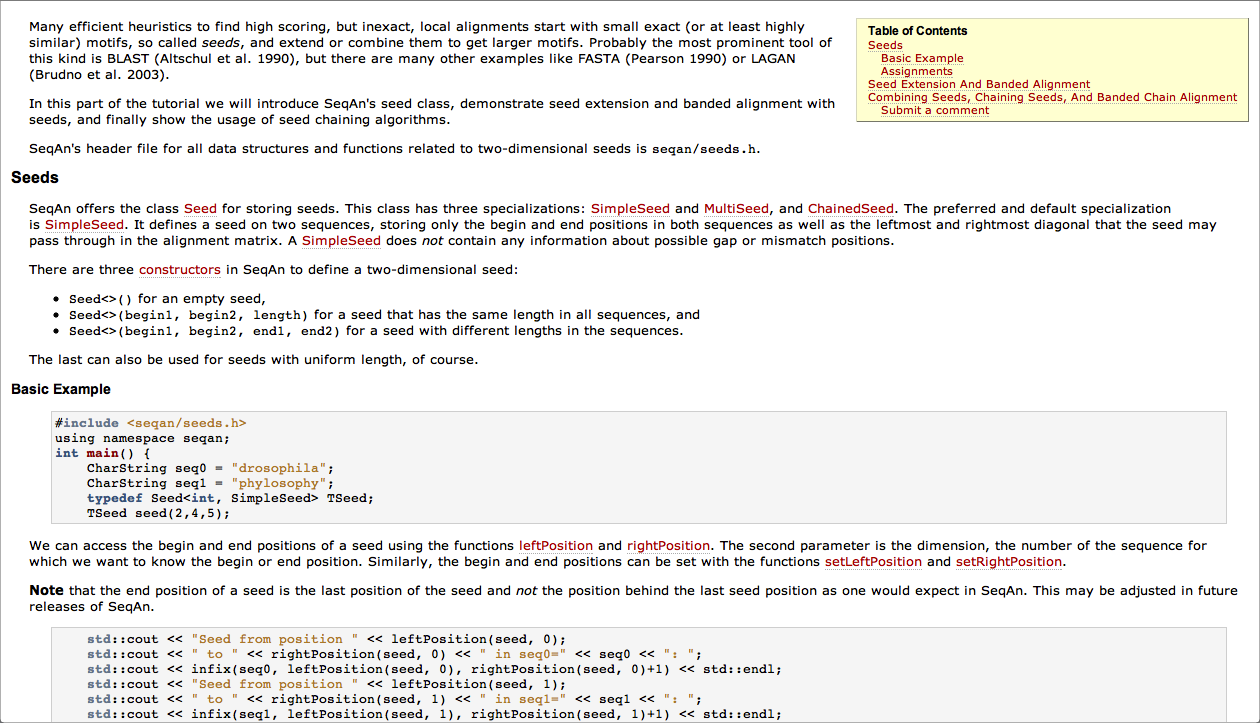 Many efficient heuristics to find high scoring, but inexact, local alignments start with small exact (or at least highly
similar) motifs, so called seeds, and extend or combine them to get larger motifs. Probably the most prominent tool of
this kind is BLAST (Altschul et al. 1990), but there are many other examples like FASTA (Pearson 1990) or LAGAN
(Brudno et al. 2003).
In this part of the tutorial we will introduce SeqAn's seed class, demonstrate seed extension and banded alignment with
seeds, and finally show the usage of seed chaining algorithms.
SeqAn's header file for all data structures and functions related to two-dimensional seeds is seqan/seeds.h.
Table of Contents
Seeds
Basic Example
Assignments
Seed Extension And Banded Alignment
Combining Seeds, Chaining Seeds, And Banded Chain Alignment
Submit a comment
Seeds
SeqAn offers the class Seed for storing seeds. This class has three specializations: SimpleSeed and MultiSeed, and ChainedSeed. The preferred and default specialization
is SimpleSeed. It defines a seed on two sequences, storing only the begin and end positions in both sequences as well as the leftmost and rightmost diagonal that the seed may
pass through in the alignment matrix. A SimpleSeed does not contain any information about possible gap or mismatch positions.
There are three constructors in SeqAn to define a two-dimensional seed:
• Seed<>() for an empty seed,
• Seed<>(begin1, begin2, length) for a seed that has the same length in all sequences, and
• Seed<>(begin1, begin2, end1, end2) for a seed with different lengths in the sequences.
The last can also be used for seeds with uniform length, of course.
Basic Example
#include <seqan/seeds.h>
using namespace seqan;
int main() {
    CharString seq0 = "drosophila";
    CharString seq1 = "phylosophy";
    typedef Seed<int, SimpleSeed> TSeed;
    TSeed seed(2,4,5);
We can access the begin and end positions of a seed using the functions leftPosition and rightPosition. The second parameter is the dimension, the number of the sequence for
which we want to know the begin or end position. Similarly, the begin and end positions can be set with the functions setLeftPosition and setRightPosition.
Note that the end position of a seed is the last position of the seed and not the position behind the last seed position as one would expect in SeqAn. This may be adjusted in future
releases of SeqAn.
    std::cout << "Seed from position " << leftPosition(seed, 0);
    std::cout << " to " << rightPosition(seed, 0) << " in seq0=" << seq0 << ": ";
    std::cout << infix(seq0, leftPosition(seed, 0), rightPosition(seed, 0)+1) << std::endl;
    std::cout << "Seed from position " << leftPosition(seed, 1);
    std::cout << " to " << rightPosition(seed, 1) << " in seq1=" << seq1 << ": ";
    std::cout << infix(seq1, leftPosition(seed, 1), rightPosition(seed, 1)+1) << std::endl;